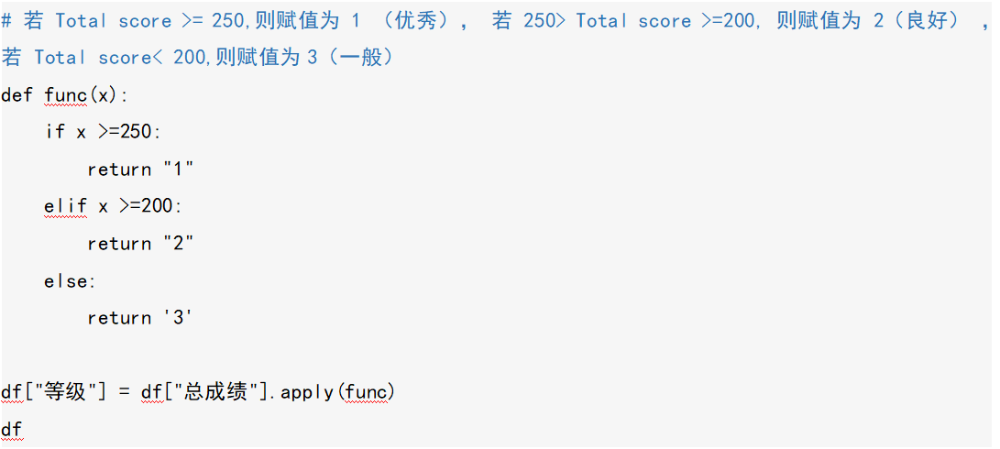 # 若 Total score >= 250,则赋值为 1 （优秀）， 若 250> Total score >=200, 则赋值为 2（良好） ，
若 Total score< 200,则赋值为3（一般）
def func(x):
    if x >=250:
        return "1"
    elif x >=200:
        return "2"
    else:
        return '3'
df["等级"] = df["总成绩"].apply(func)
df